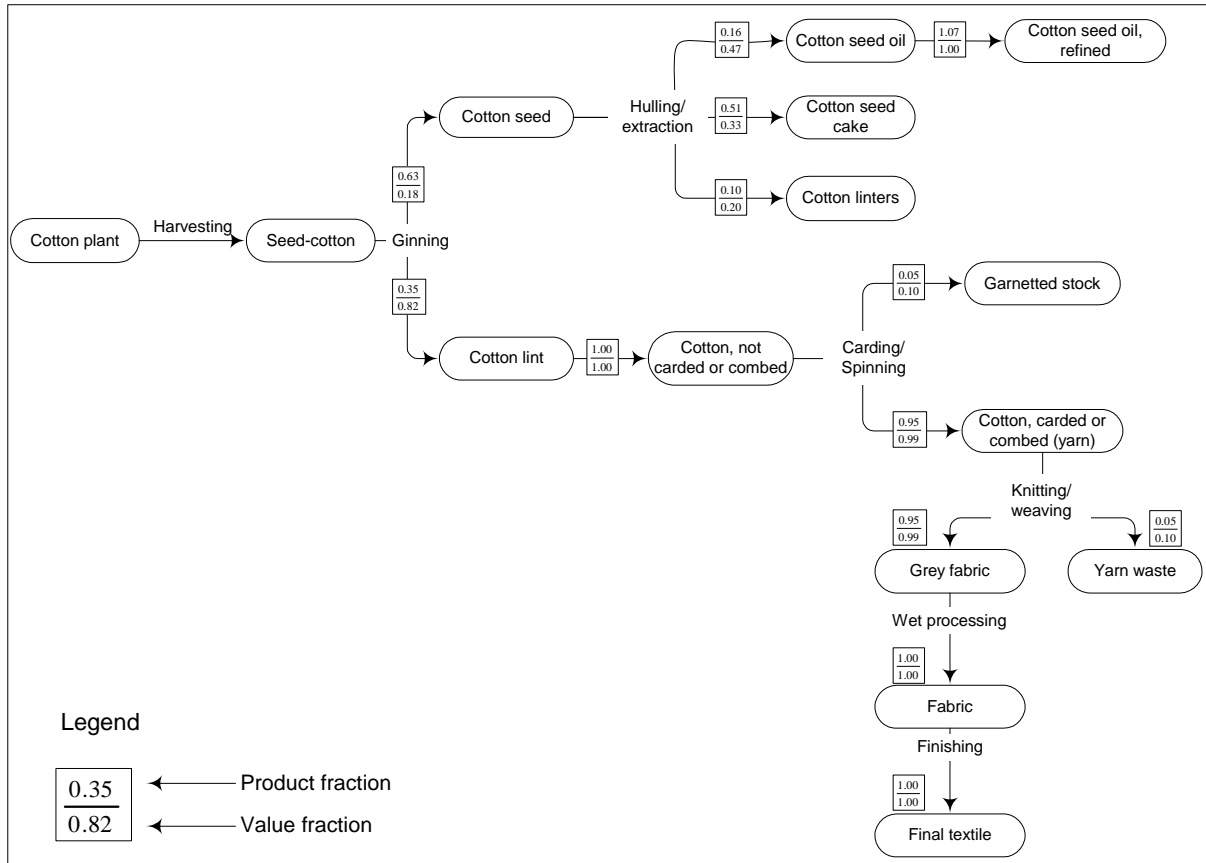 0.16
0.47
Cotton seed oil
1.07
1.00
Cotton seed oil,
refined
Cotton seed
Hulling/
extraction
0.51
0.33
Cotton seed
cake
0.10
0.20
Cotton linters
0.63
0.18
Cotton plant
Harvesting
Seed-cotton
Ginning
0.35
0.82
Cotton lint
1.00
1.00
Cotton, not
carded or combed
Carding/
Spinning
0.05
0.10
Garnetted stock
0.95
0.99
Cotton, carded or
combed (yarn)
Knitting/
weaving
0.95
0.99
Grey fabric
0.05
0.10
Yarn waste
Wet processing
1.00
1.00
Fabric
Finishing
1.00
1.00
Final textile
Legend
0.35
0.82
Product fraction
Value fraction